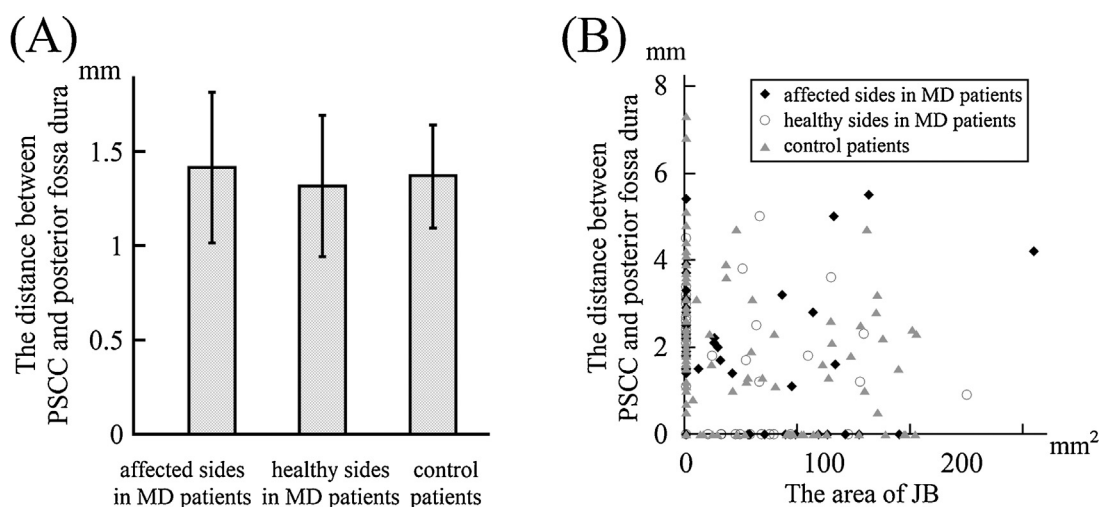 (A)
mm
The distance between
PSCC and posterior fossa dura
1.5
1
0.5
0
affected sides
in MD patients
healthy sides
in MD patients
control
patients
(B)
mm
The distance between
PSCC and posterior fossa dura
8
6
4
2
0
affected sides in MD patients
healthy sides in MD patients
control patients
0
100
200
mm²
The area of JB